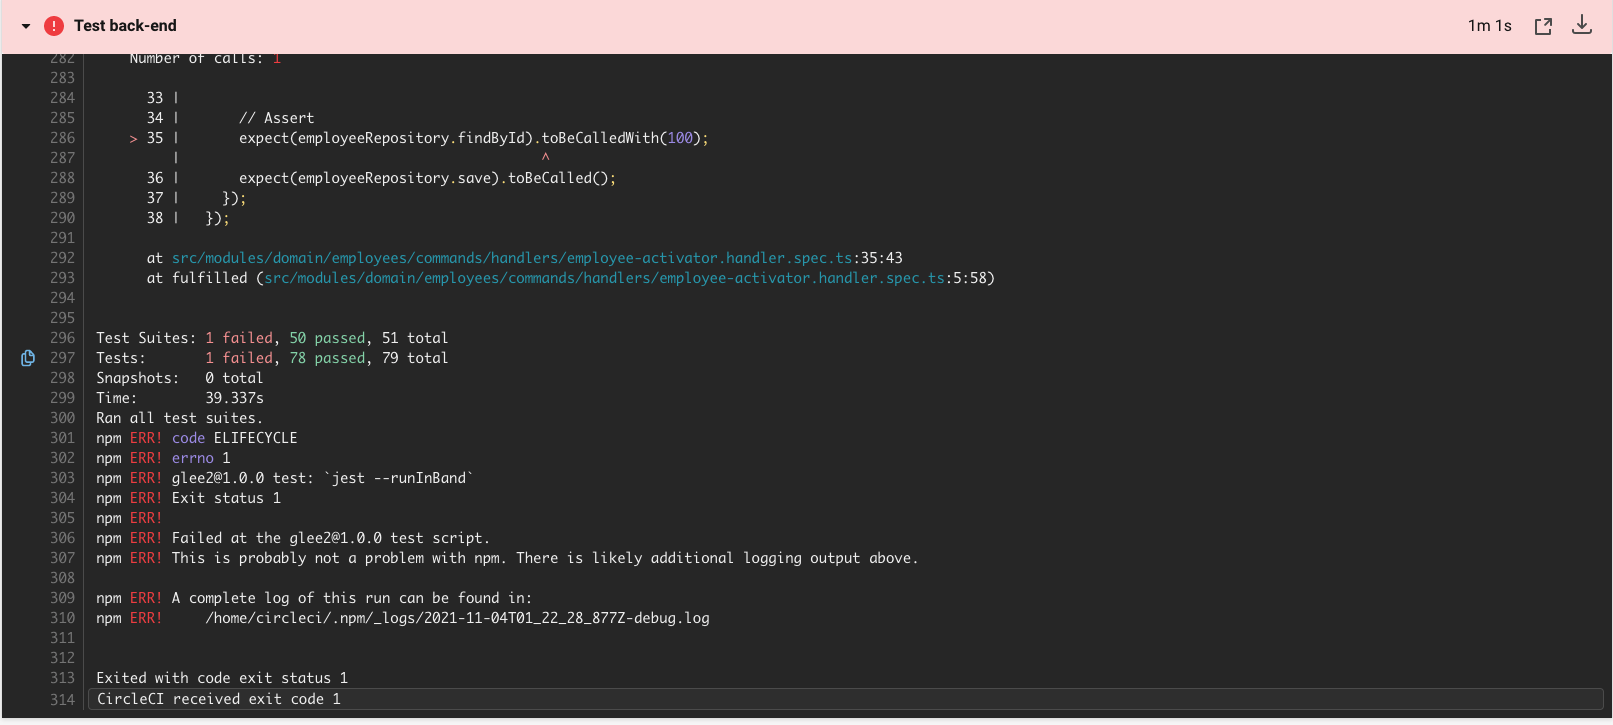 Test back-end
1m 1s
282 Number of calls: 1
283
284 33 |
285 34 | // Assert
286 > 35 | expect(employeeRepository.findById).toBeCalledWith(100);
287 | ^
288 36 | expect(employeeRepository.save).toBeCalled();
289 37 | });
290 38 | });
291
292 at src/modules/domain/employees/commands/handlers/employee-activator.handler.spec.ts:35:43
293 at fulfilled (src/modules/domain/employees/commands/handlers/employee-activator.handler.spec.ts:5:58)
294
295
296 Test Suites: 1 failed, 50 passed, 51 total
297 Tests: 1 failed, 78 passed, 79 total
298 Snapshots: 0 total
299 Time: 39.337s
300 Ran all test suites.
301 npm ERR! code ELIFECYCLE
302 npm ERR! errno 1
303 npm ERR! glee2@1.0.0 test: `jest --runInBand`
304 npm ERR! Exit status 1
305 npm ERR!
306 npm ERR! Failed at the glee2@1.0.0 test script.
307 npm ERR! This is probably not a problem with npm. There is likely additional logging output above.
308
309 npm ERR! A complete log of this run can be found in:
310 npm ERR! /home/circleci/.npm/_logs/2021-11-04T01_22_28_877Z-debug.log
311
312
313 Exited with code exit status 1
314 CircleCI received exit code 1